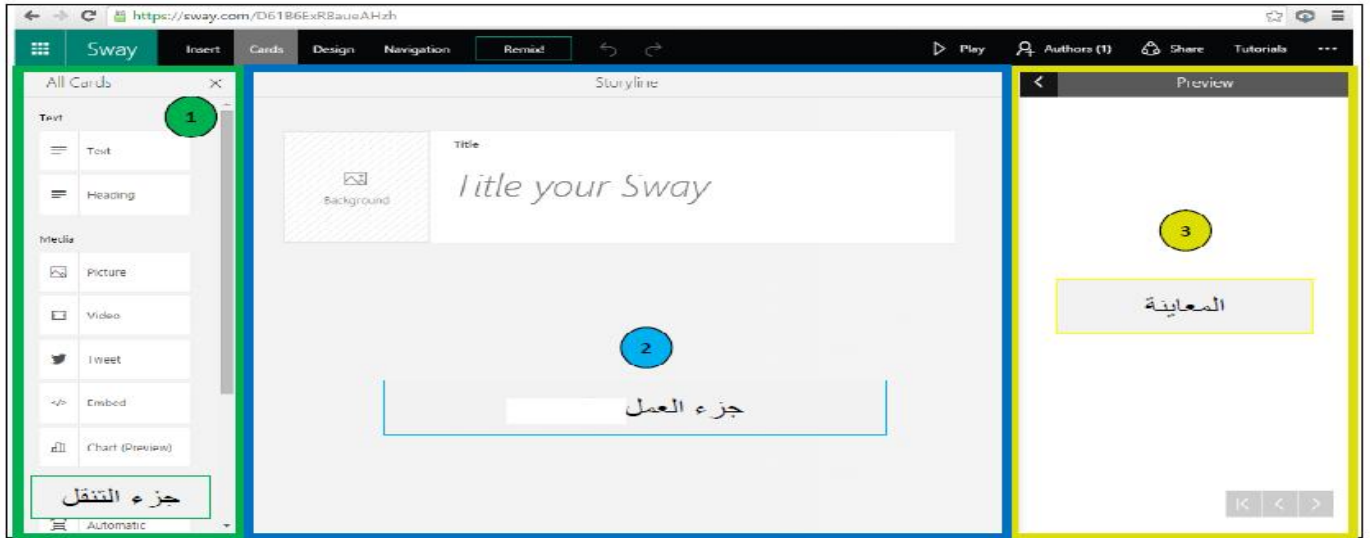 https://sway.com/D61B6ExR8aueAHzh
Sway Insert Cards Design Navigation Remix! Play Authors (1) Share Tutorials
All Cards
1
Text
Text
Heading
Media
Picture
Video
Tweet
Embed
Chart (Preview)
جزء التنقل
Automatic
Storyline
Title
Background
Title your Sway
2
جزء العمل
Preview
3
المعاينة